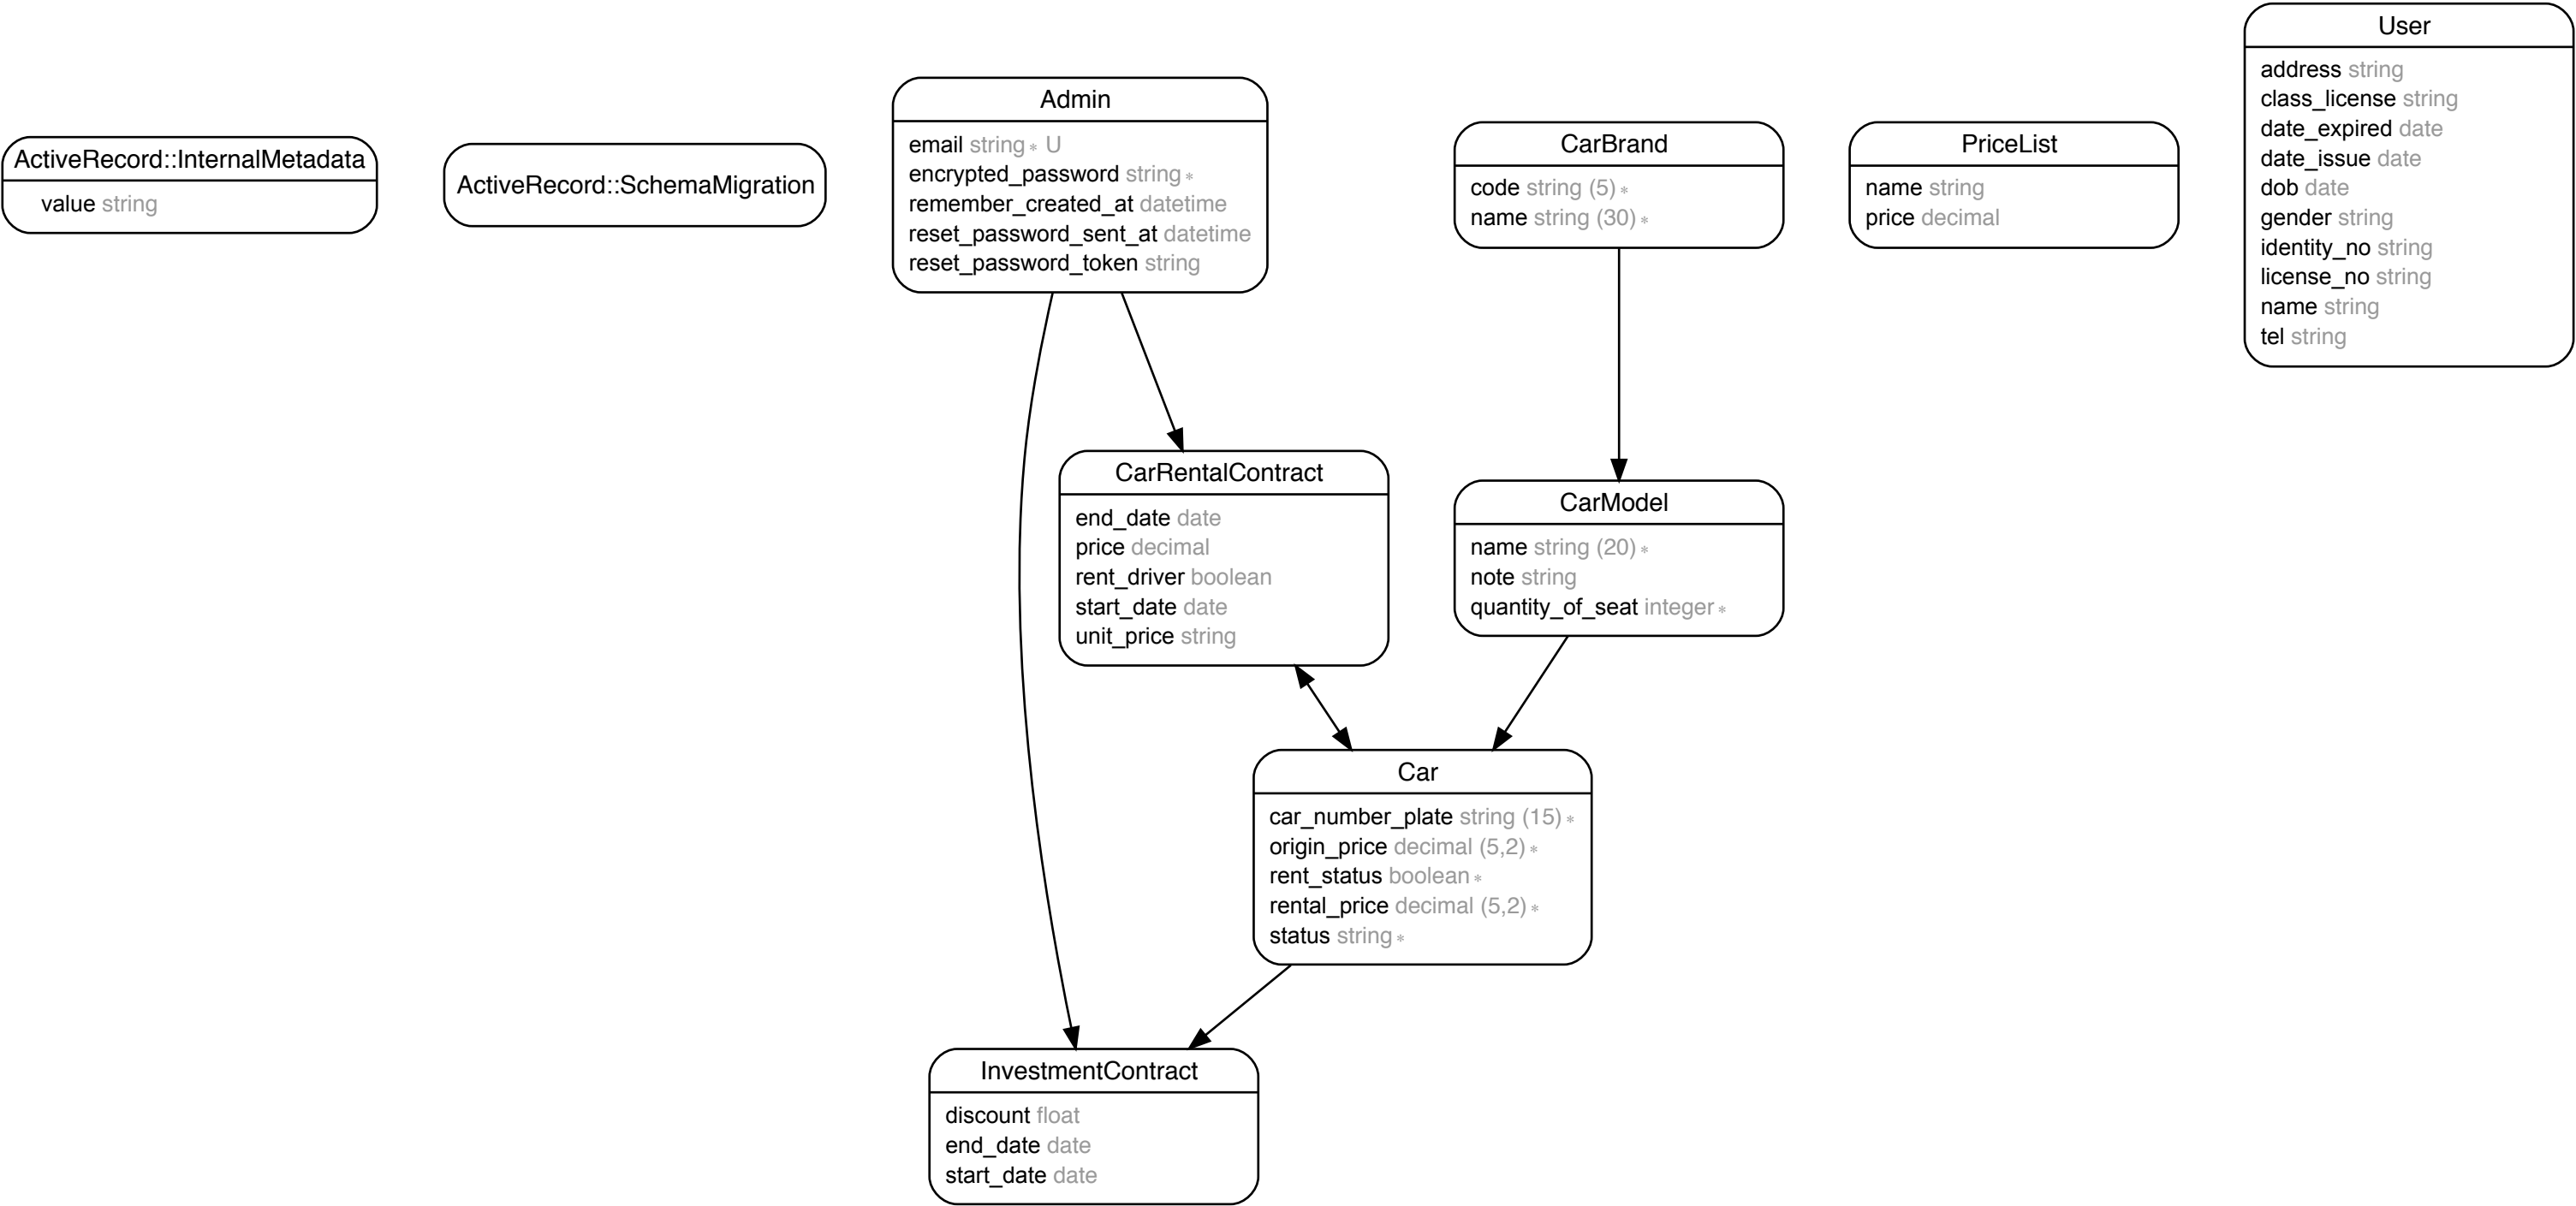 ActiveRecord::InternalMetadata
value string
ActiveRecord::SchemaMigration
Admin
email string * U
encrypted_password string *
remember_created_at datetime
reset_password_sent_at datetime
reset_password_token string
CarBrand
code string (5) *
name string (30) *
PriceList
name string
price decimal
User
address string
class_license string
date_expired date
date_issue date
dob date
gender string
identity_no string
license_no string
name string
tel string
CarRentalContract
end_date date
price decimal
rent_driver boolean
start_date date
unit_price string
CarModel
name string (20) *
note string
quantity_of_seat integer *
Car
car_number_plate string (15) *
origin_price decimal (5,2) *
rent_status boolean *
rental_price decimal (5,2) *
status string *
InvestmentContract
discount float
end_date date
start_date date